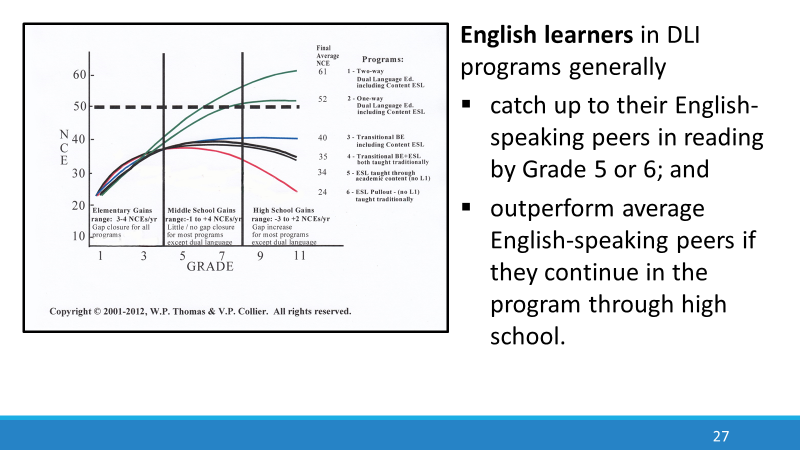 Final
Average
NCE
Programs:
60
61
1 - Two-way
Dual Language Ed.
including Content ESL
50
52
2 - One-way
Dual Language Ed.
including Content ESL
N
C
E
40
40
3 - Transitional BE
including Content ESL
35
4 - Transitional BE+ESL
both taught traditionally
30
34
5 - ESL taught through
academic content (no L1)
24
6 - ESL Pullout - (no L1)
taught traditionally
20
10
Elementary Gains
range: 3-4 NCEs/yr
Gap closure for all
programs
Middle School Gains
range:-1 to +4 NCEs/yr
Little / no gap closure
for most programs
except dual language
High School Gains
range: -3 to +2 NCEs/yr
Gap increase
for most programs
except dual language
1 3 5 7 9 11
GRADE
Copyright © 2001-2012, W.P. Thomas & V.P. Collier. All rights reserved.
English learners in DLI
programs generally
▪ catch up to their English-
speaking peers in reading
by Grade 5 or 6; and
▪ outperform average
English-speaking peers if
they continue in the
program through high
school.
27